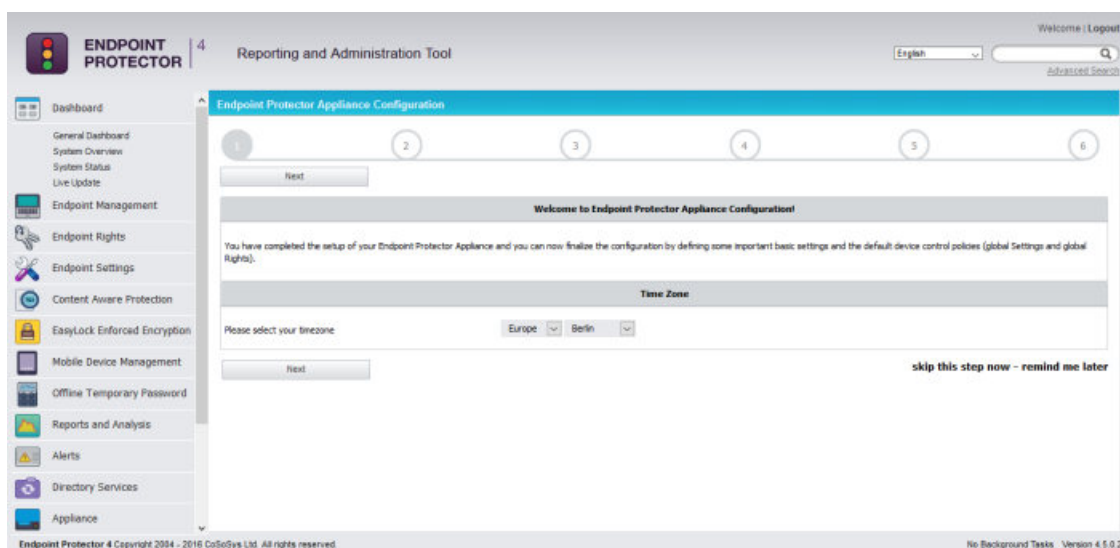 Welcome | Logout
ENDPOINT PROTECTOR 4
Reporting and Administration Tool
English
Advanced Search
Dashboard
General Dashboard
System Overview
System Status
Live Update
Endpoint Management
Endpoint Rights
Endpoint Settings
Content Aware Protection
EasyLock Enforced Encryption
Mobile Device Management
Offline Temporary Password
Reports and Analysis
Alerts
Directory Services
Appliance
Endpoint Protector Appliance Configuration
1 2 3 4 5 6
Next
Welcome to Endpoint Protector Appliance Configuration!
You have completed the setup of your Endpoint Protector Appliance and you can now finalize the configuration by defining some important basic settings and the default device control policies (global Settings and global
Rights).
Time Zone
Please select your timezone
Europe Berlin
Next
skip this step now - remind me later
Endpoint Protector 4 Copyright 2004 - 2016 CoSoSys Ltd. All rights reserved.
No Background Tasks Version 4.5.0.2